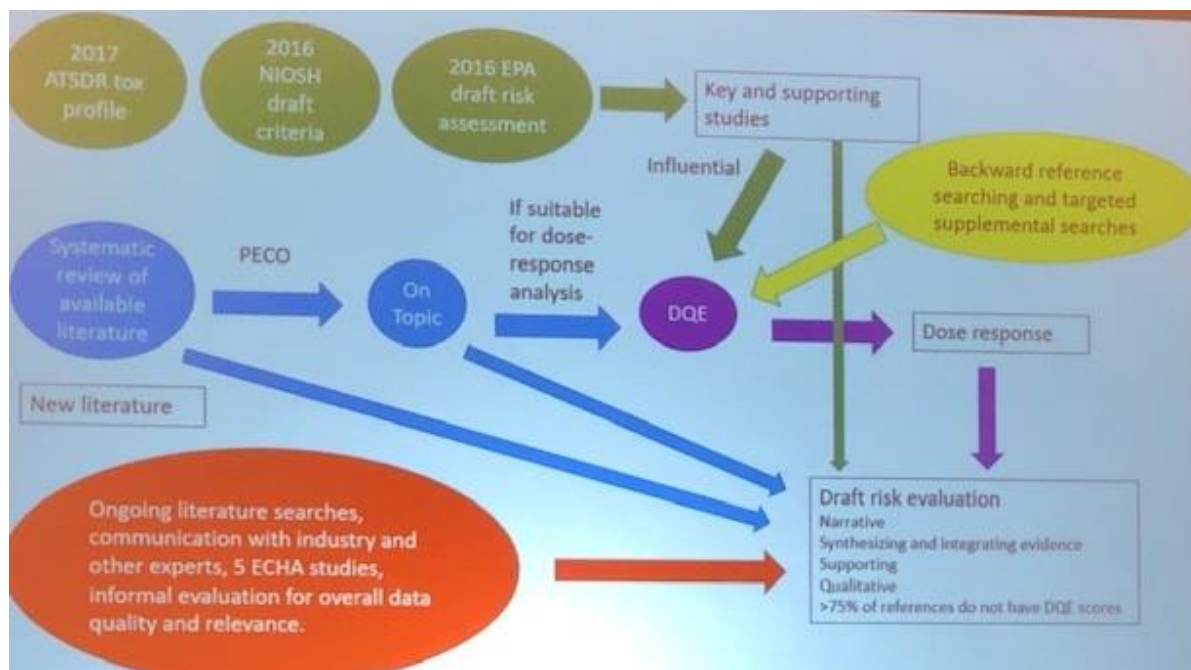 2017
ATSDR tox
profile
2016
NIOSH
draft
criteria
2016 EPA
draft risk
assessment
Key and supporting
studies
Influential
Backward reference
searching and targeted
supplemental searches
Systematic
review of
available
literature
PECO
On
Topic
If suitable
for dose-
response
analysis
DQE
Dose response
New literature
Ongoing literature searches,
communication with industry and
other experts, 5 ECHA studies,
informal evaluation for overall data
quality and relevance.
Draft risk evaluation
Narrative
Synthesizing and integrating evidence
Supporting
Qualitative
>75% of references do not have DQE scores